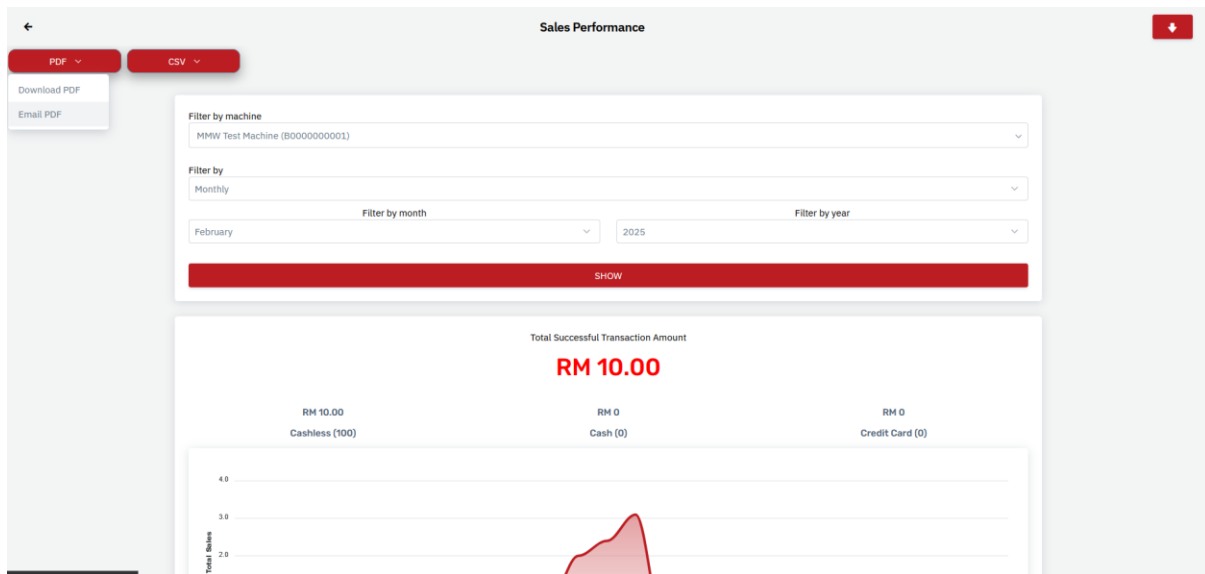 Sales Performance
PDF
CSV
Download PDF
Email PDF
Filter by machine
MMW Test Machine (B0000000001)
Filter by
Monthly
Filter by month
Filter by year
February
2025
SHOW
Total Successful Transaction Amount
RM 10.00
RM 10.00
RM 0
RM 0
Cashless (100)
Cash (0)
Credit Card (0)
4.0
3.0
2.0
Total Sales